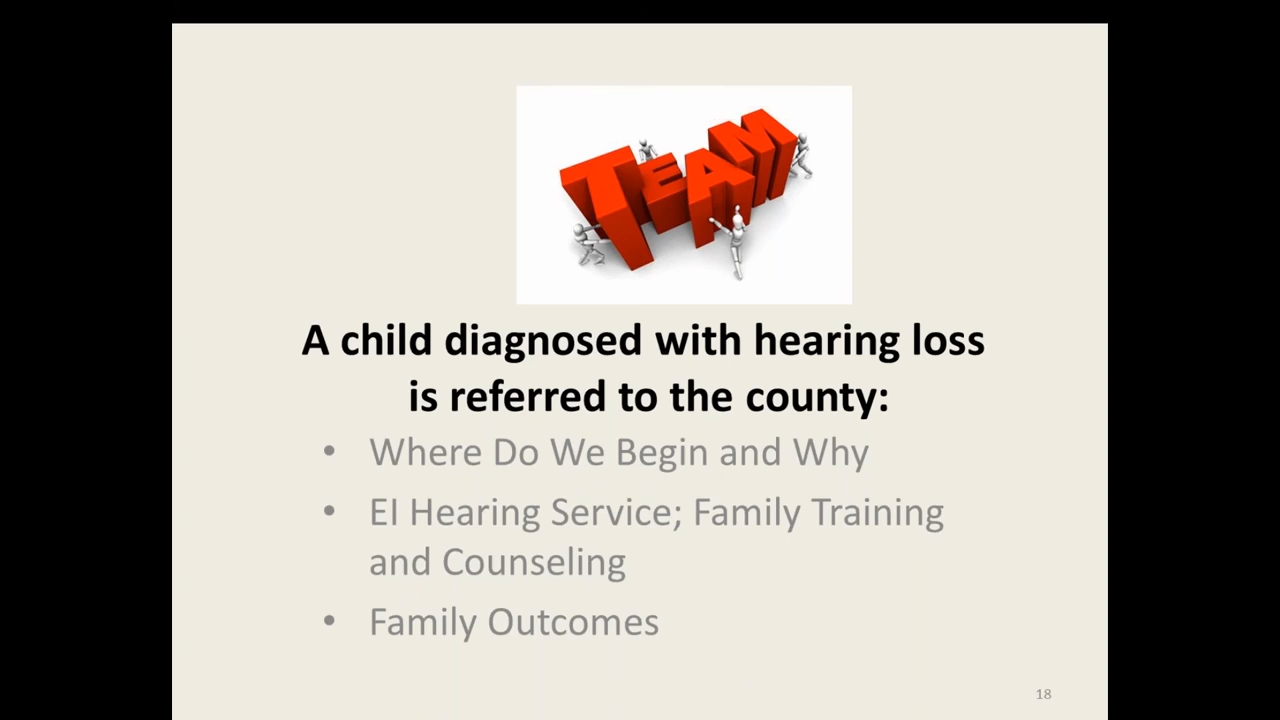 TEAM
A child diagnosed with hearing loss
is referred to the county:
• Where Do We Begin and Why
• EI Hearing Service; Family Training
and Counseling
• Family Outcomes
18